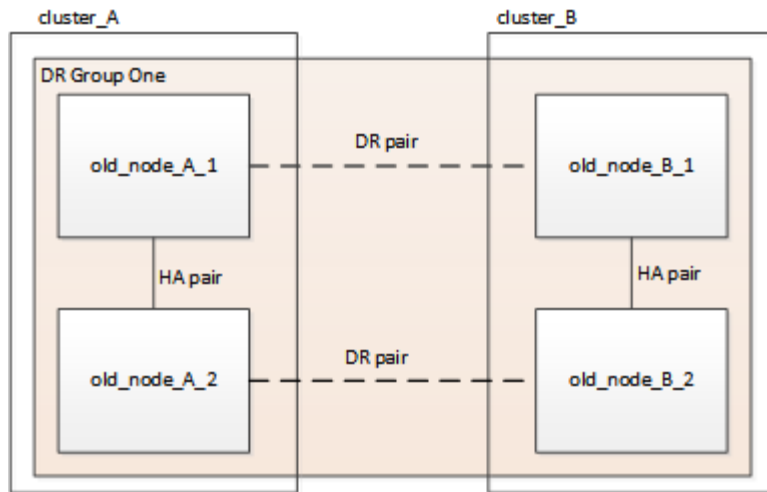 cluster_A
cluster_B
DR Group One
old_node_A_1
DR pair
old_node_B_1
HA pair
HA pair
old_node_A_2
DR pair
old_node_B_2